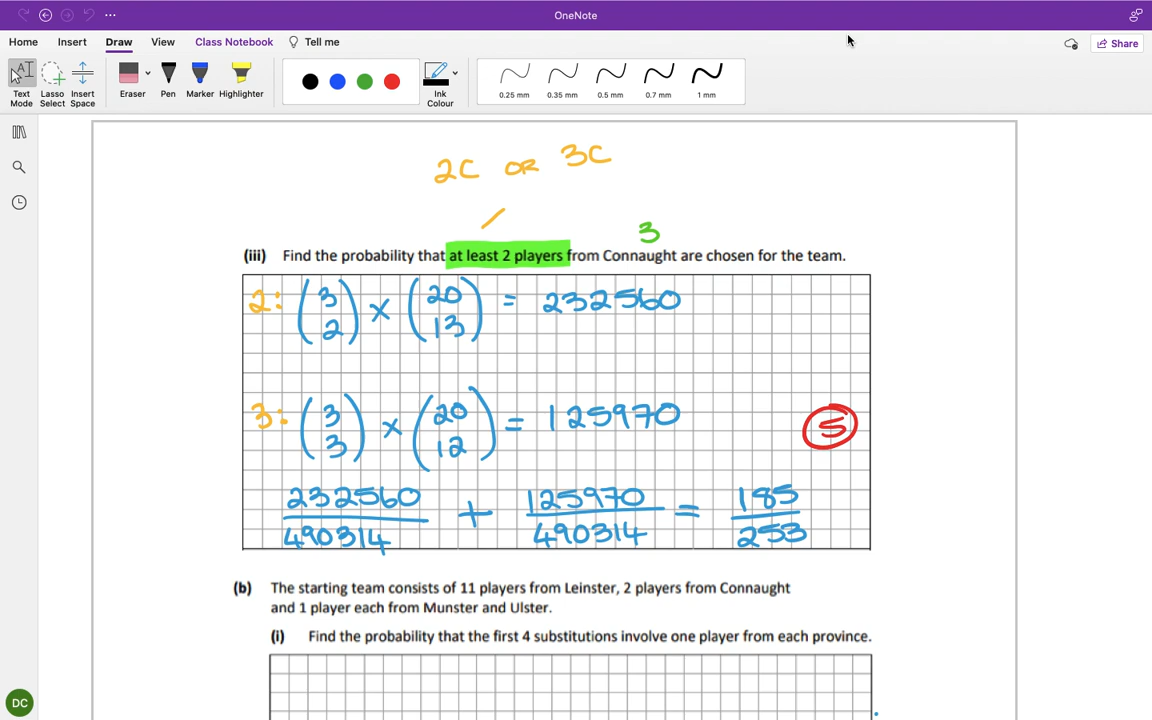 OneNote
Home Insert Draw View Class Notebook Tell me
Share
Text Mode
Lasso Select
Insert Space
Eraser
Pen
Marker
Highlighter
Ink Colour
0.25 mm 0.35 mm 0.5 mm 0.7 mm 1 mm
2C OR 3C
3
(iii) Find the probability that at least 2 players from Connaught are chosen for the team.
2: (3 2) × (20 13) = 232560
3: (3 3) × (20 12) = 125970
5
232560/490314 + 125970/490314 = 185/253
(b) The starting team consists of 11 players from Leinster, 2 players from Connaught
and 1 player each from Munster and Ulster.
(i) Find the probability that the first 4 substitutions involve one player from each province.
DC